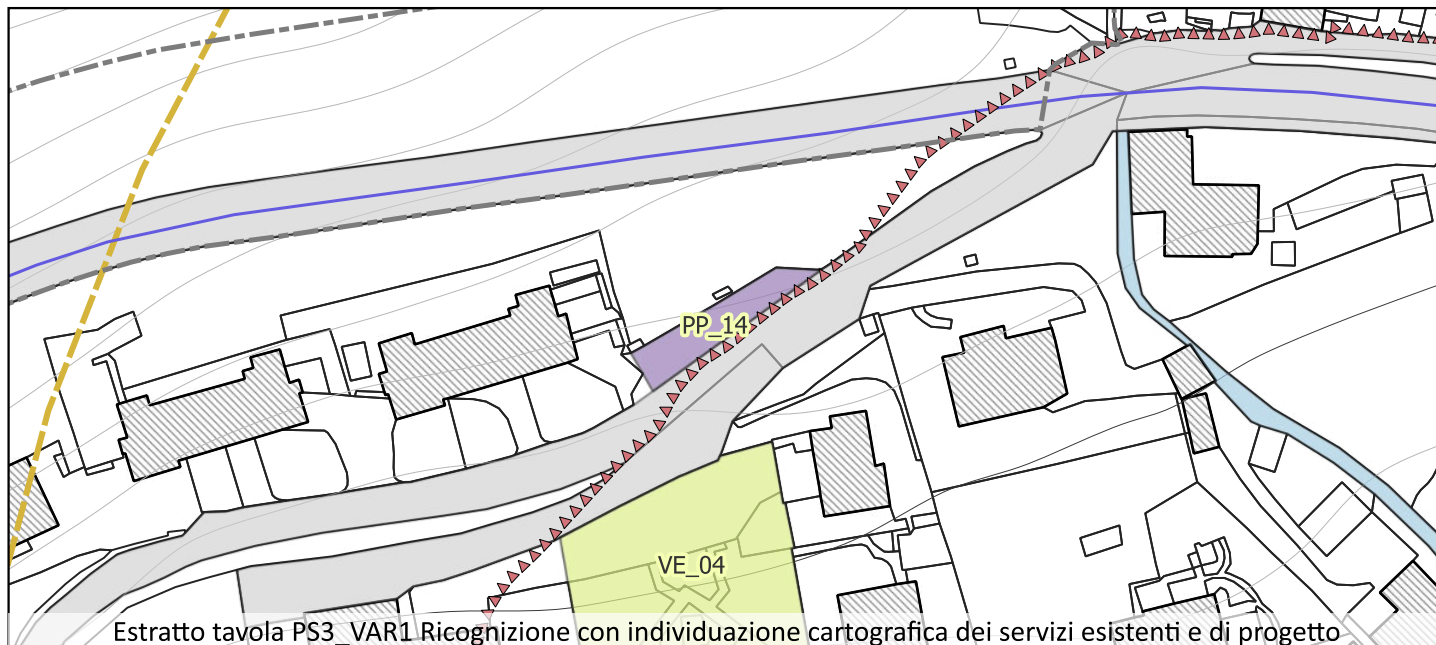 PP_14
VE_04
Estratto tavola PS3_VAR1 Ricognizione con individuazione cartografica dei servizi esistenti e di progetto